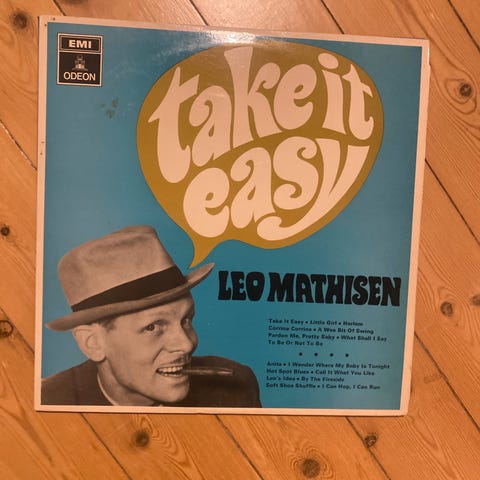 EMI
ODEON
take it
easy
LEO MATHISEN
Take It Easy • Little Girl • Harlem
Corrine Corrina • A Wee Bit Of Swing
Pardon Me, Pretty Baby • What Shall I Say
To Be Or Not To Be
• • • •
Anita • I Wonder Where My Baby Is Tonight
Hot Spot Blues • Call It What You Like
Leo's Idea • By The Fireside
Soft Shoe Shuffle • I Can Hop, I Can Run